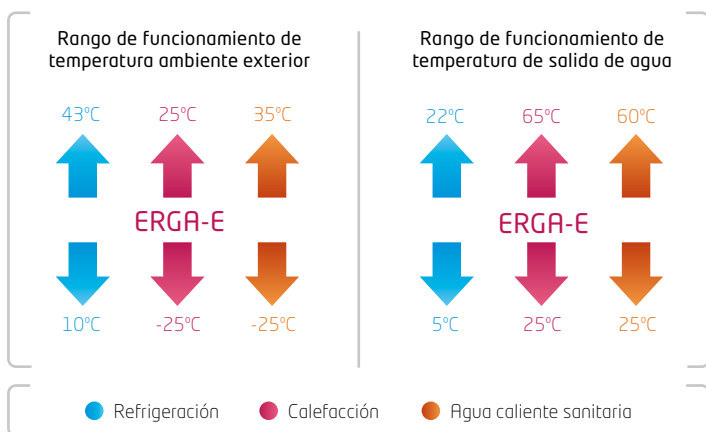 Rango de funcionamiento de
temperatura ambiente exterior
43ºC 25ºC 35ºC
ERGA-E
10ºC -25ºC -25ºC
Rango de funcionamiento de
temperatura de salida de agua
22ºC 65ºC 60ºC
ERGA-E
5ºC 25ºC 25ºC
Refrigeración Calefacción Agua caliente sanitaria